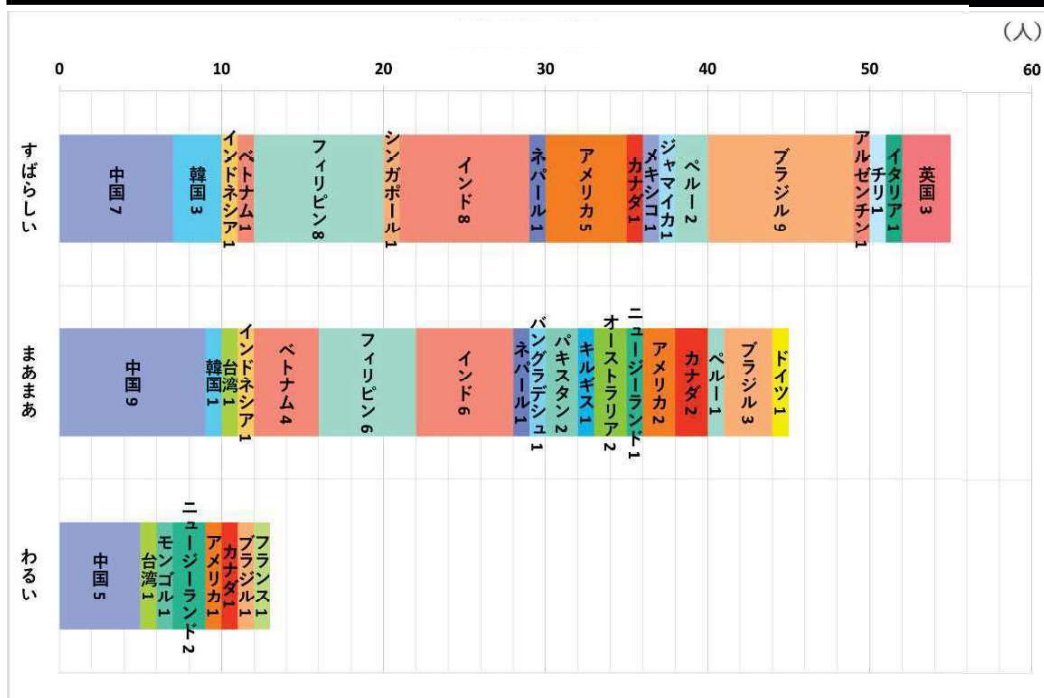 （人）
0 10 20 30 40 50 60
すばらしい
中国 7
韓国 3
インドネシア 1
ベトナム 1
フィリピン 8
シンガポール 1
インド 8
ネパール 1
アメリカ 5
カナダ 1
メキシコ 1
ジャマイカ 1
ペルー 2
ブラジル 9
アルゼンチン 1
チリ 1
イタリア 1
英国 3
まあまあ
中国 9
韓国 1
台湾 1
インドネシア 1
ベトナム 4
フィリピン 6
インド 6
ネパール 1
バングラデシュ 1
パキスタン 2
キルギス 1
オーストラリア 2
ニュージーランド 1
アメリカ 2
カナダ 2
ペルー 1
ブラジル 3
ドイツ 1
わるい
中国 5
台湾 1
モンゴル 1
ニュージーランド 2
アメリカ 1
カナダ 1
ブラジル 1
フランス 1